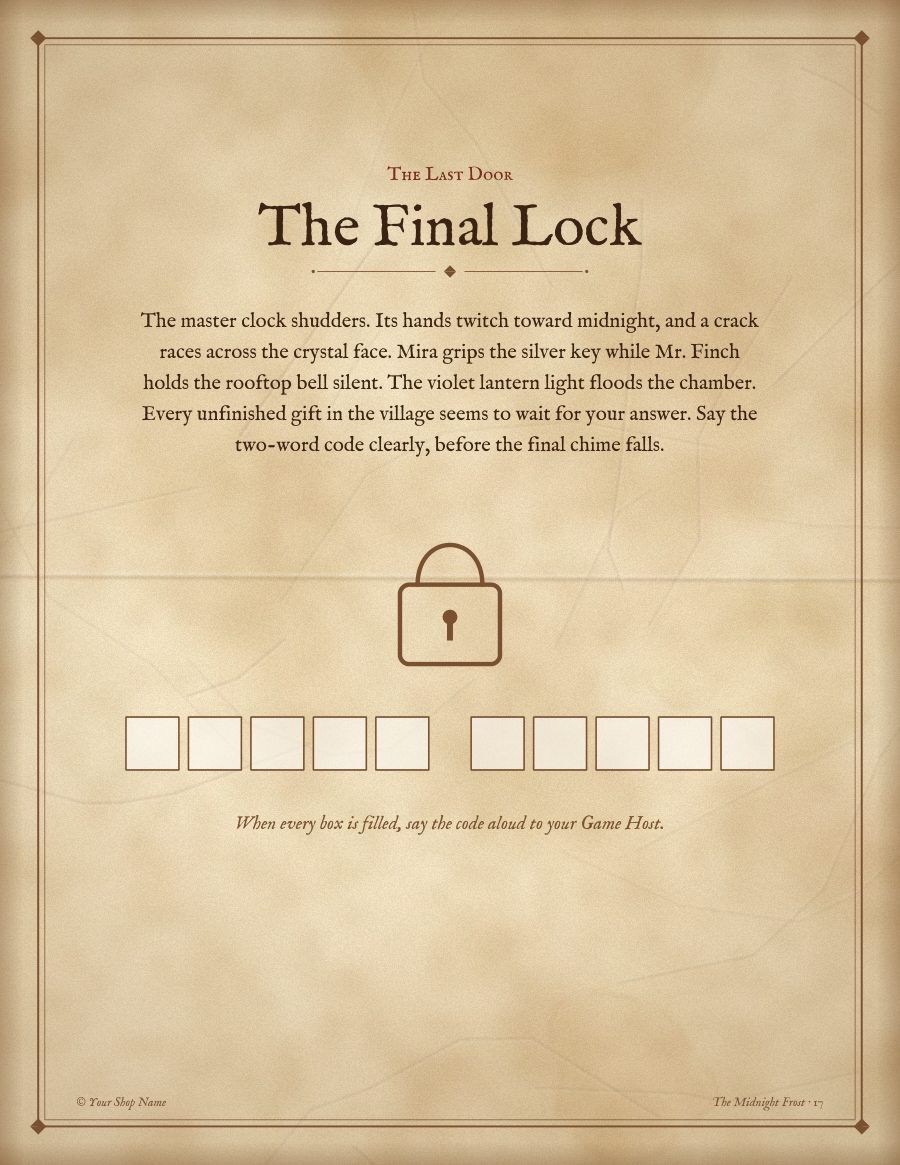 The Last Door
The Final Lock
The master clock shudders. Its hands twitch toward midnight, and a crack
races across the crystal face. Mira grips the silver key while Mr. Finch
holds the rooftop bell silent. The violet lantern light floods the chamber.
Every unfinished gift in the village seems to wait for your answer. Say the
two-word code clearly, before the final chime falls.
When every box is filled, say the code aloud to your Game Host.
© Your Shop Name
The Midnight Frost · 17